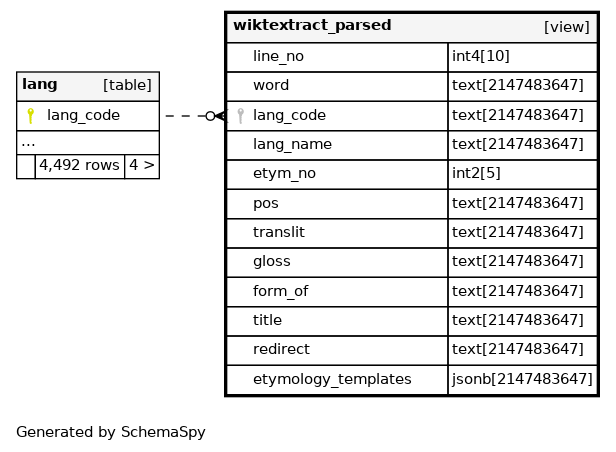 wiktextract_parsed [view]
line_no int4[10]
word text[2147483647]
lang_code text[2147483647]
lang_name text[2147483647]
etym_no int2[5]
pos text[2147483647]
translit text[2147483647]
gloss text[2147483647]
form_of text[2147483647]
title text[2147483647]
redirect text[2147483647]
etymology_templates jsonb[2147483647]
lang [table]
lang_code
...
4,492 rows 4 >
Generated by SchemaSpy